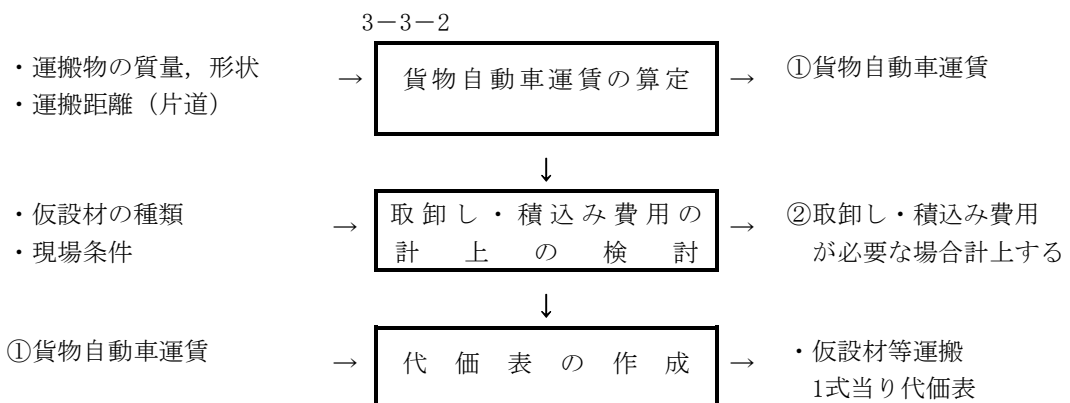 3－3－2
・運搬物の質量，形状
・運搬距離（片道）
→
貨物自動車運賃の算定
→
①貨物自動車運賃
↓
・仮設材の種類
・現場条件
→
取卸し・積込み費用の
計上の検討
→
②取卸し・積込み費用
が必要な場合計上する
↓
①貨物自動車運賃
→
代価表の作成
→
・仮設材等運搬
1式当り代価表